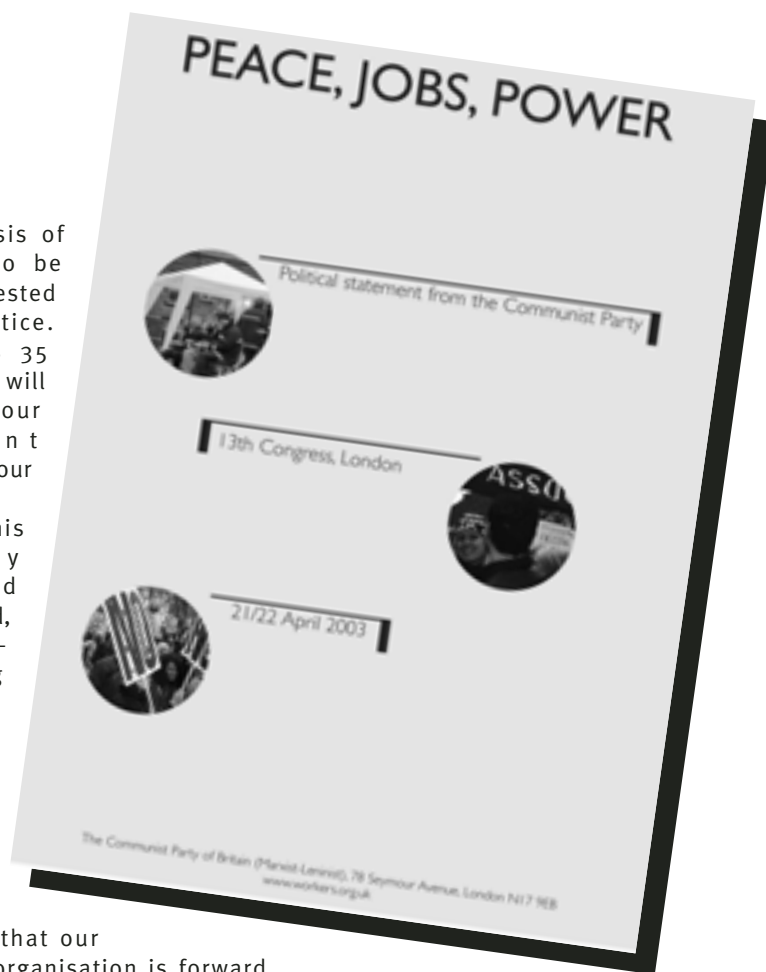 PEACE, JOBS, POWER
Political statement from the Communist Party
13th Congress, London
ASSO
21/22 April 2003
The Communist Party of Britain (Marxist-Leninist), 78 Seymour Avenue, London N17 9EB
www.workers.org.uk
sis of
o be
ested
tice.
35
will
our
n t
our
his
y
d
l,
–
g
that our
organisation is forward